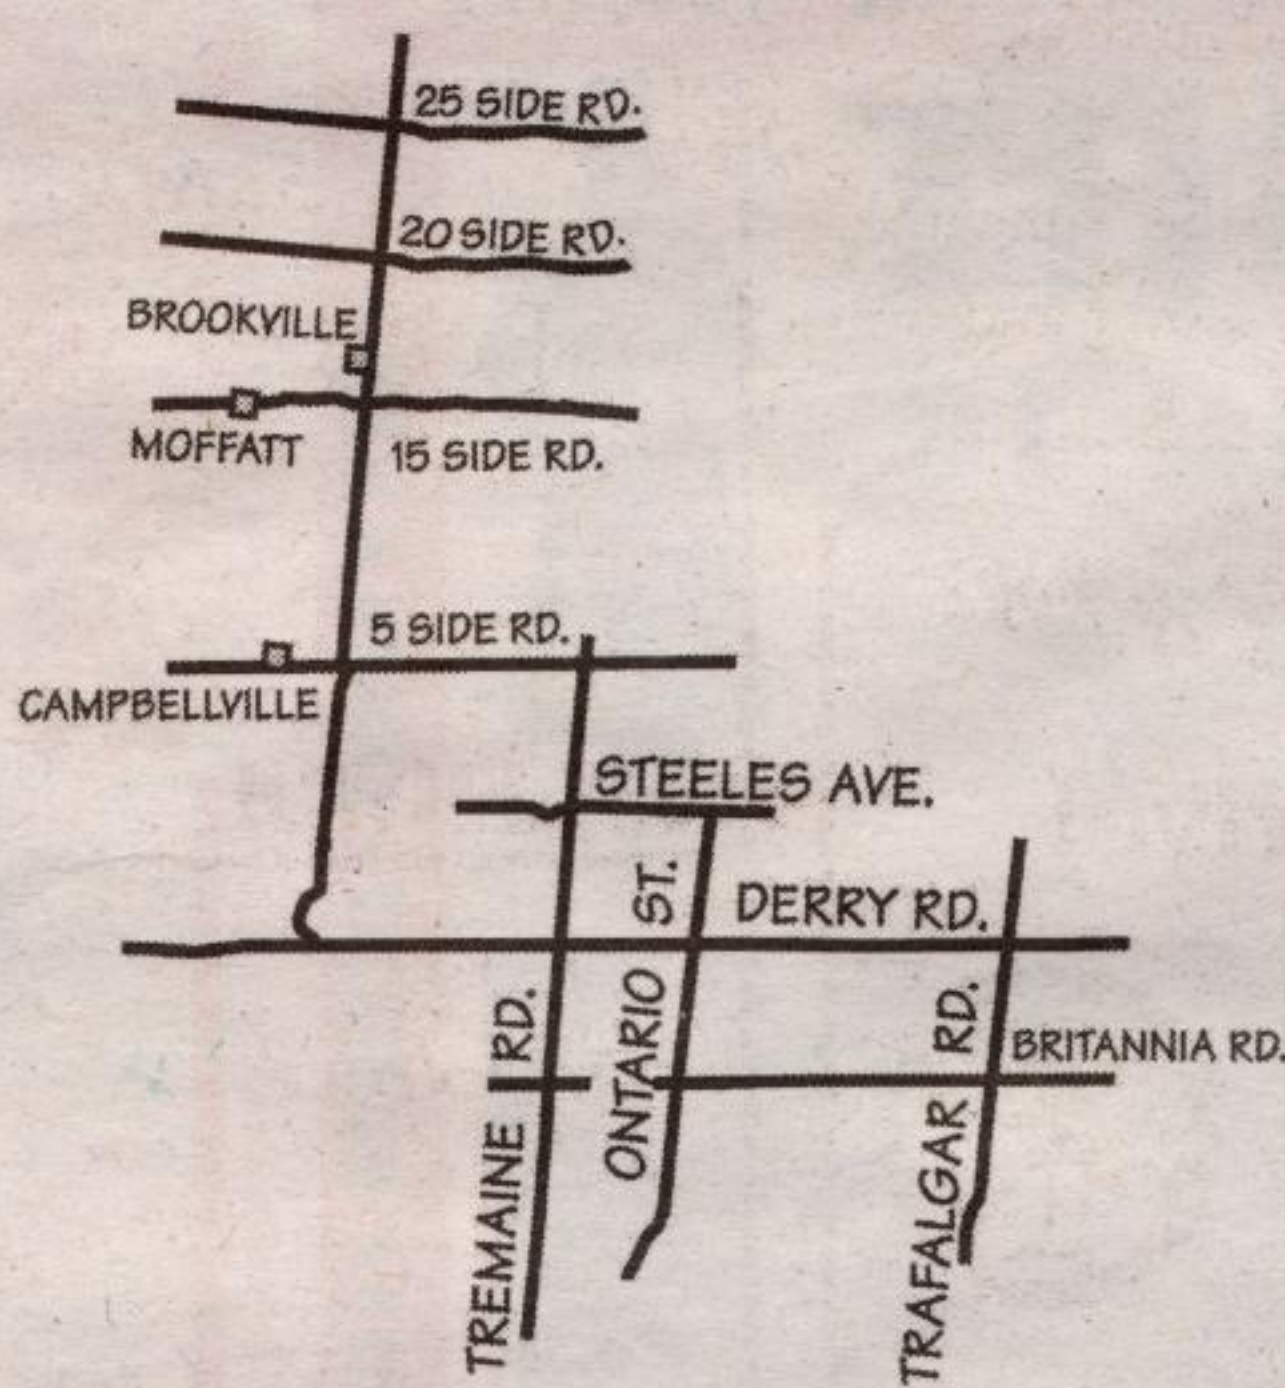 25 SIDE RD.
20 SIDE RD.
BROOKVILLE
MOFFATT
15 SIDE RD.
5 SIDE RD.
CAMPBELLVILLE
STEELES AVE.
ONTARIO ST.
DERRY RD.
TREMAINE RD.
TRAFALGAR RD.
BRITANNIA RD.